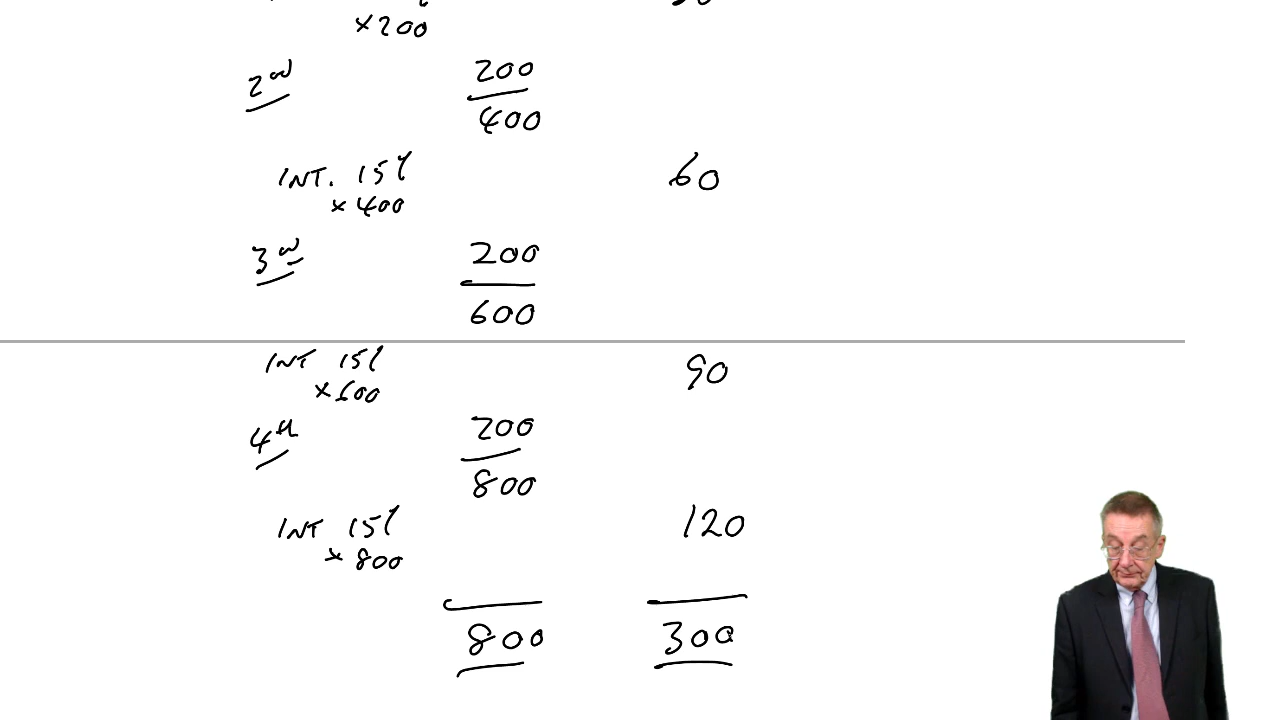 ×200
2nd 200
400
INT. 15% 60
×400
3rd 200
600
INT 15% 90
×600
4th 200
800
INT 15% 120
×800
800 300